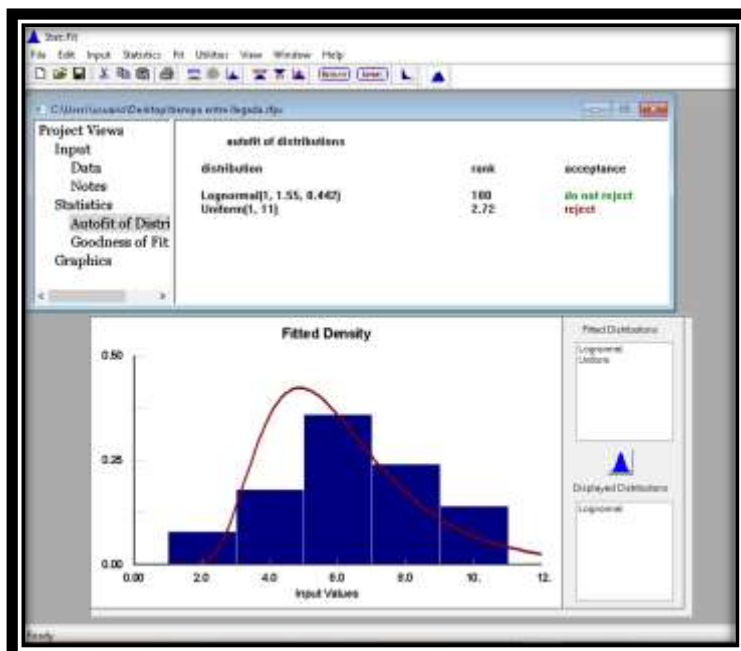 Stat::Fit
File Edit Input Statistics Fit Utilities View Window Help
Project Views
Input
Data
Notes
Statistics
Autofit of Distri
Goodness of Fit
Graphics
autofit of distributions
distribution rank acceptance
Lognormal(1, 1.55, 0.442) 100 do not reject
Uniform(1, 11) 2.72 reject
Fitted Density
0.50
0.25
0.00
0.00 2.0 4.0 6.0 8.0 10. 12.
Input Values
Fitted Distributions
Lognormal
Uniform
Displayed Distributions
Lognormal
Ready